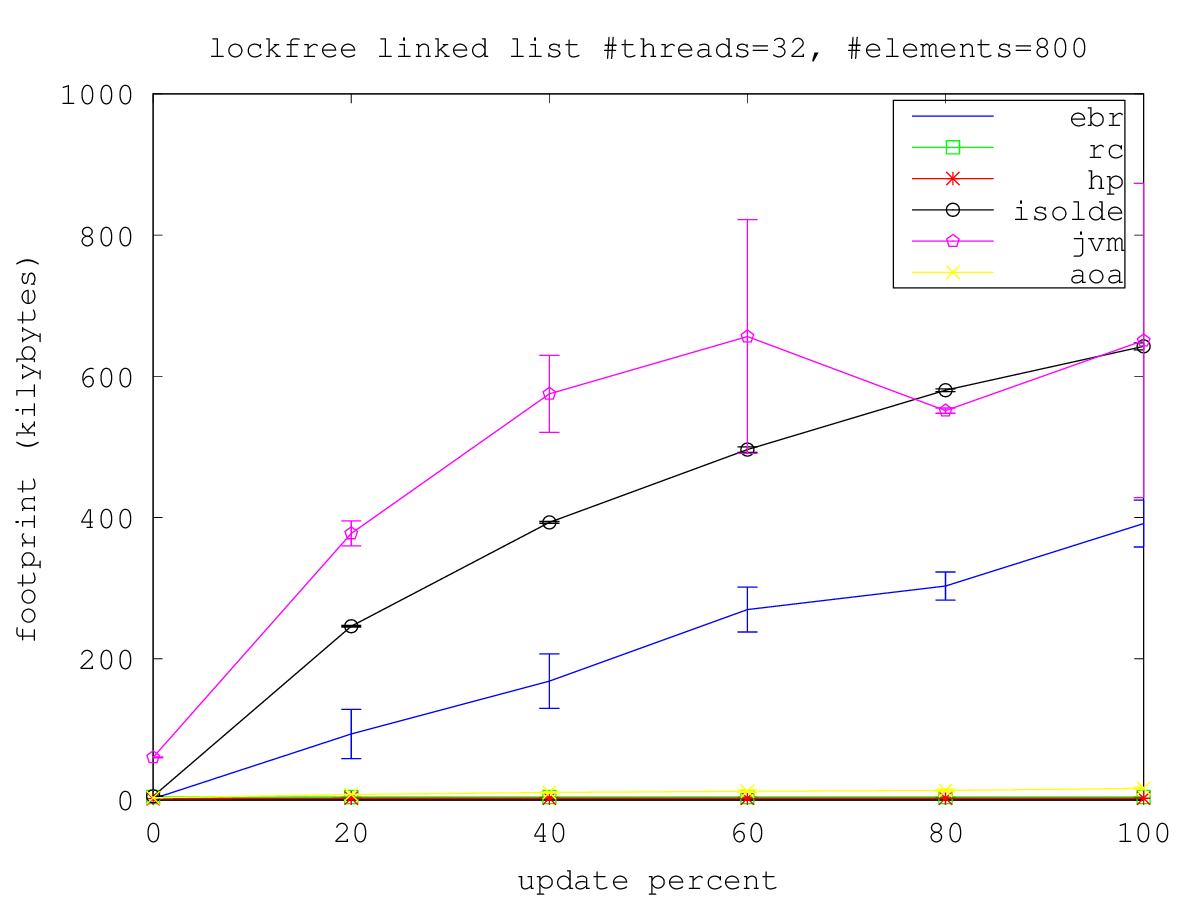 lockfree linked list #threads=32, #elements=800
1000
800
600
400
200
0
footprint (kilybytes)
ebr
rc
hp
isolde
jvm
aoa
0 20 40 60 80 100
update percent